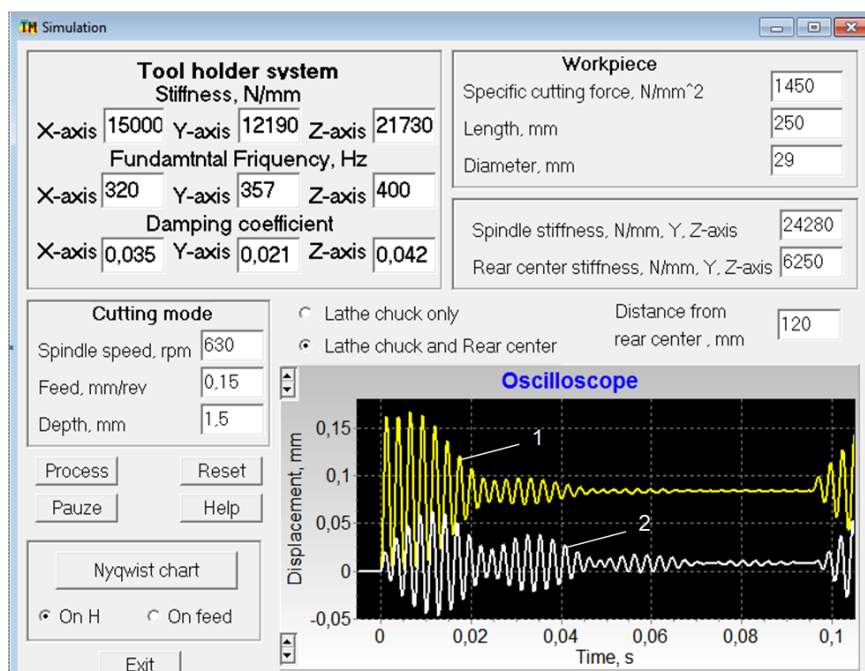 TM Simulation
Tool holder system
Stiffness, N/mm
X-axis 15000 Y-axis 12190 Z-axis 21730
Fundamtntal Friquency, Hz
X-axis 320 Y-axis 357 Z-axis 400
Damping coefficient
X-axis 0,035 Y-axis 0,021 Z-axis 0,042
Workpiece
Specific cutting force, N/mm^2 1450
Length, mm 250
Diameter, mm 29
Spindle stiffness, N/mm, Y, Z-axis 24280
Rear center stiffness, N/mm, Y, Z-axis 6250
Cutting mode
Spindle speed, rpm 630
Feed, mm/rev 0,15
Depth, mm 1,5
Lathe chuck only
Lathe chuck and Rear center
Distance from
rear center , mm 120
Process Reset
Pauze Help
Nyqwist chart
On H On feed
Exit
Oscilloscope
Displacement, mm
0,15
0,1
0,05
0
-0,05
1
2
0 0,02 0,04 0,06 0,08 0,1
Time, s